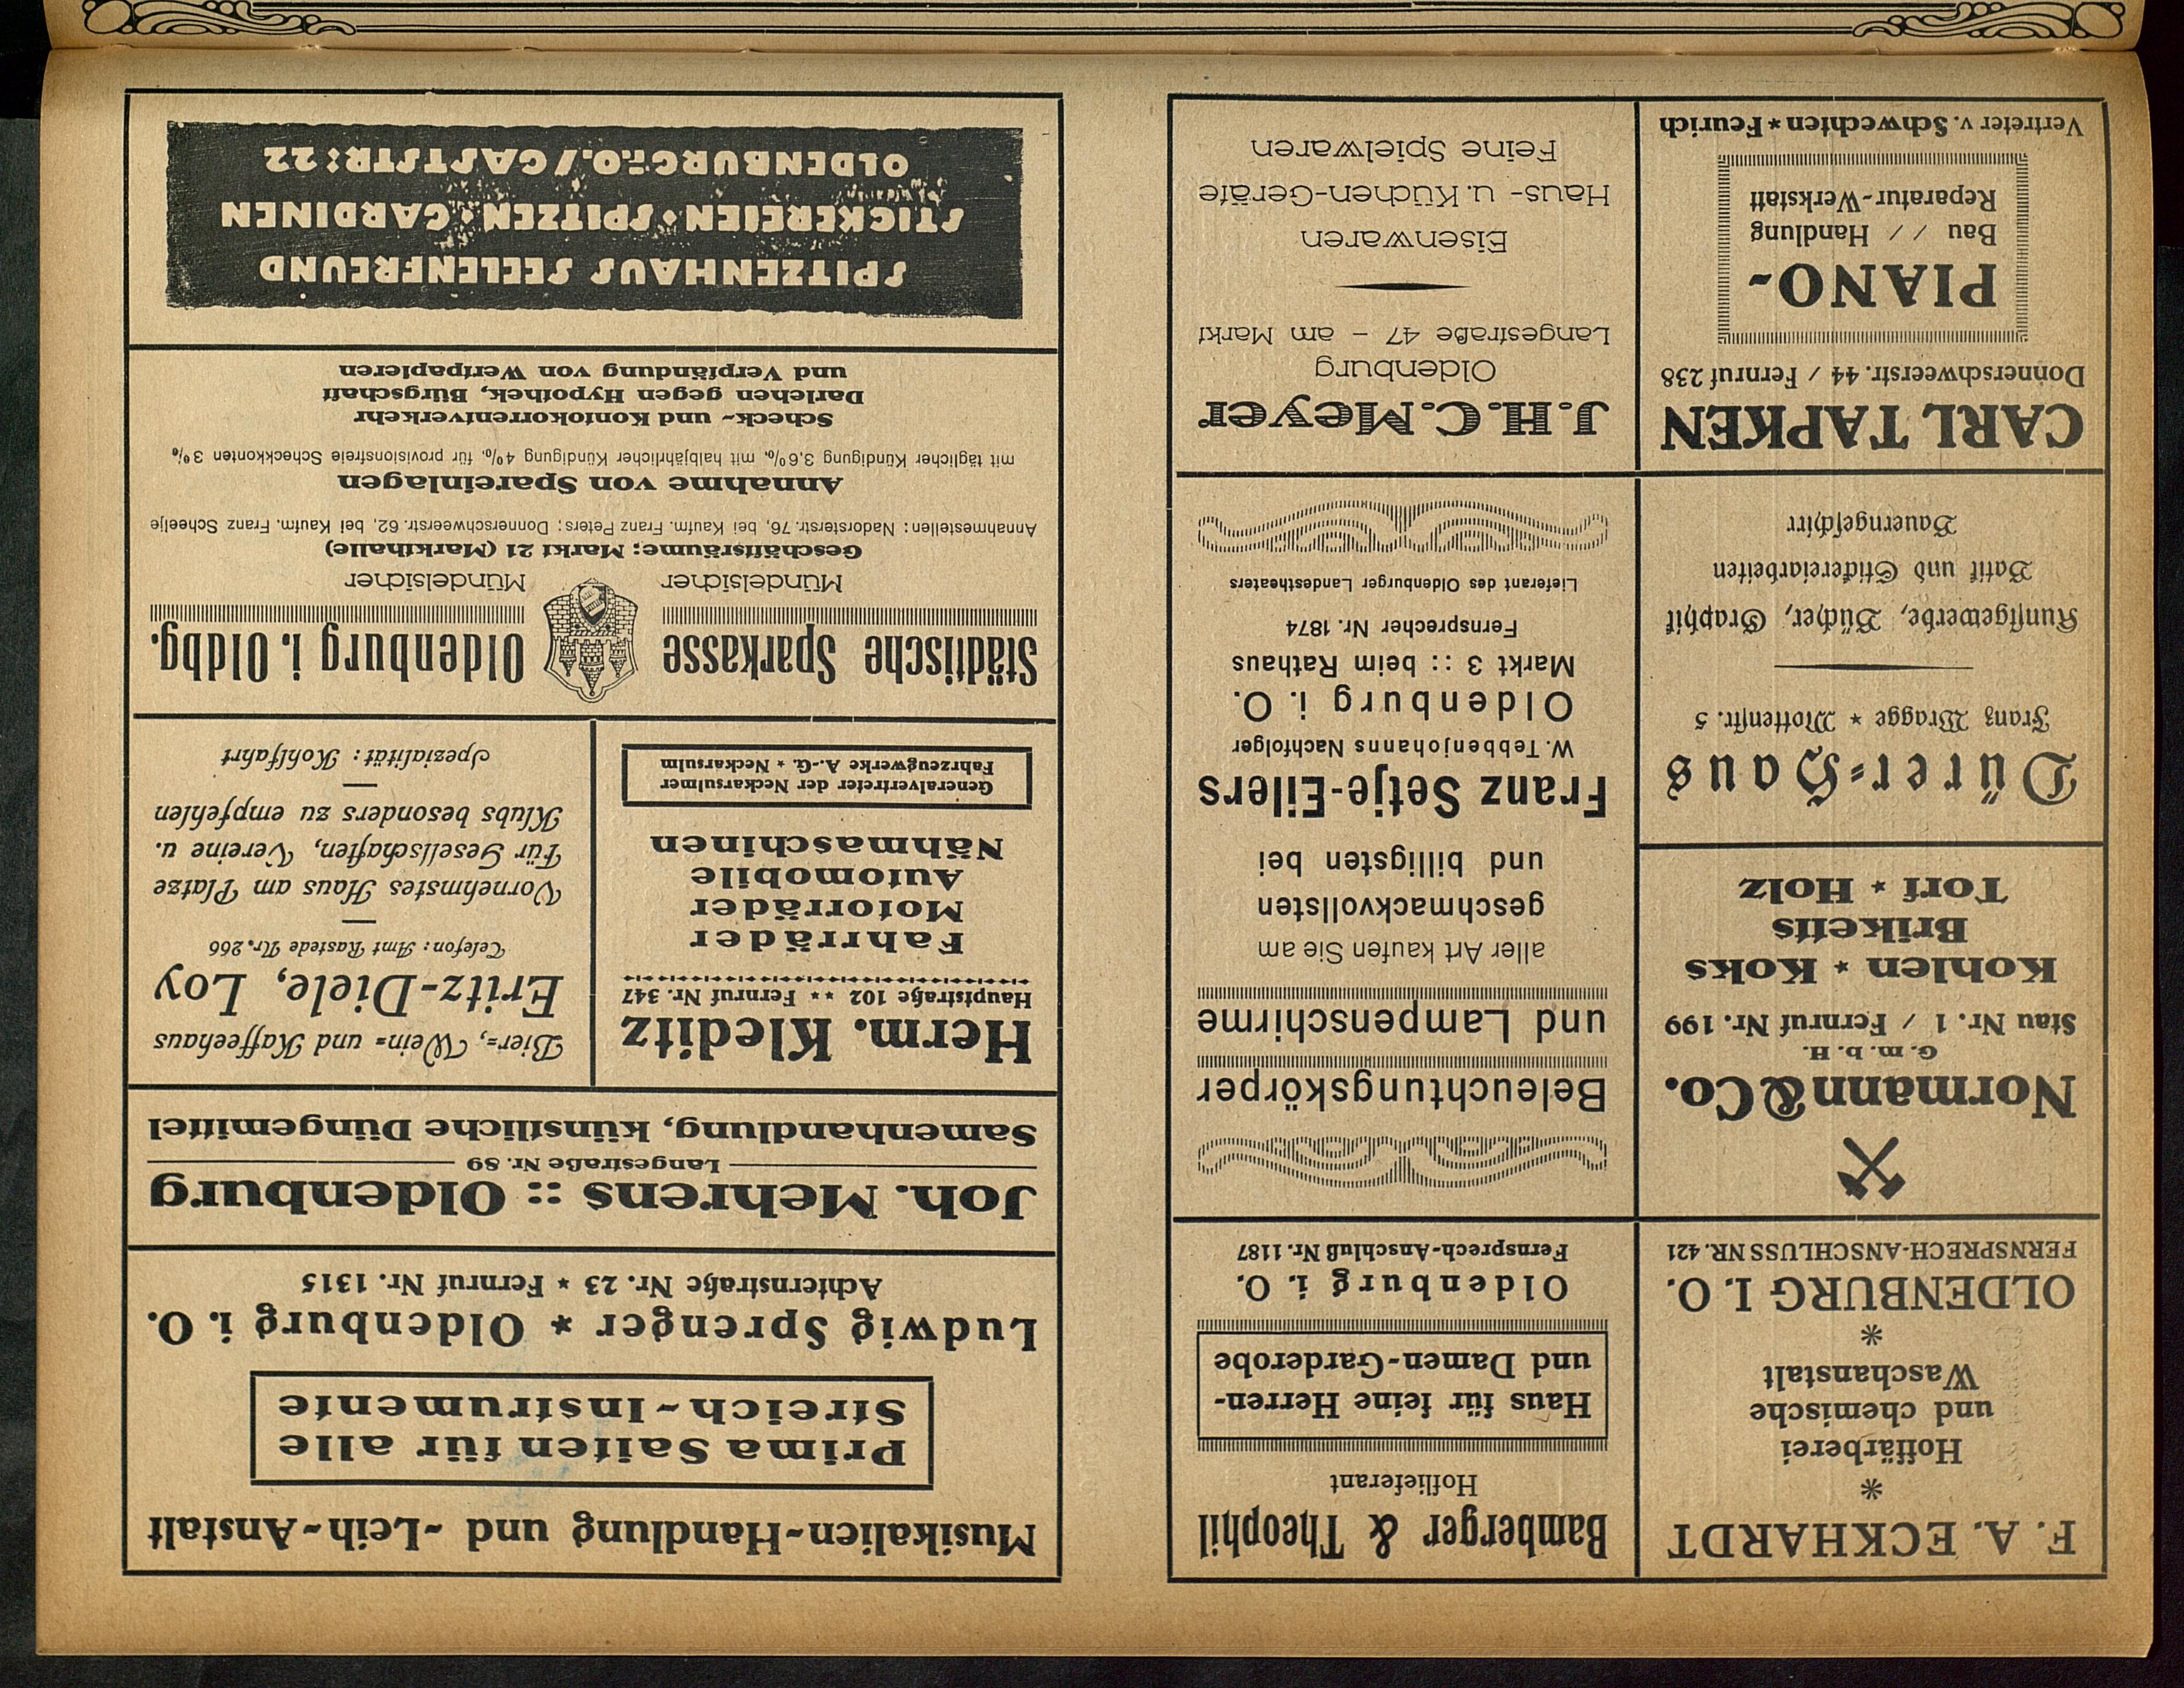 F. A. ECKHARDT
*
Hoffärberei
und chemische
Waschanstalt
*
OLDENBURG I. O.
FERNSPRECH-ANSCHLUSS NR. 421
Bamberger & Theophil
Hoflieferant
Haus für feine Herren-
und Damen-Garderobe
Oldenburg i. O.
Fernsprech-Anschluß Nr. 1187
Normann & Co.
G. m. b. H.
Stau Nr. 1 / Fernruf Nr. 199
Kohlen * Koks
Briketts
Torf * Holz
Beleuchtungskörper
und Lampenschirme
aller Art kaufen Sie am
geschmackvollsten
und billigsten bei
Franz Setje-Eilers
W. Tebbenjohanns Nachfolger
Oldenburg i. O.
Markt 3 :: beim Rathaus
Fernsprecher Nr. 1874
Lieferant des Oldenburger Landestheaters
Dürer-Haus
Franz Wragge * Mottenstr. 5
Kunstgewerbe, Bücher, Graphik
Batik und Stickereiarbeiten
Bauerngeschirr
CARL TAPKEN
Donnerschweerstr. 44 / Fernruf 238
PIANO-
Bau // Handlung
Reparatur-Werkstatt
Vertreter v. Schwechten * Feurich
J. H. C. Meyer
Oldenburg
Langestraße 47 – am Markt
Eisenwaren
Haus- u. Küchen-Geräte
Feine Spielwaren
Musikalien-Handlung und -Leih-Anstalt
Prima Saiten für alle
Streich-Instrumente
Ludwig Sprenger * Oldenburg i. O.
Achternstraße Nr. 23 * Fernruf Nr. 1315
Joh. Mehrens :: Oldenburg
Langestraße Nr. 89
Samenhandlung, künstliche Düngemittel
Herm. Kleditz
Hauptstraße 102 ** Fernruf Nr. 347
Fahrräder
Motorräder
Automobile
Nähmaschinen
Generalvertreter der Neckarsulmer
Fahrzeugwerke A.-G. * Neckarsulm
Bier-, Wein- und Kaffeehaus
Eritz-Diele, Loy
Telefon: Amt Rastede Nr. 266
Vornehmstes Haus am Platze
Für Gesellschaften, Vereine u.
Klubs besonders zu empfehlen
Spezialität: Kohlfahrt
Städtische Sparkasse Oldenburg i. Oldbg.
Mündelsicher Mündelsicher
Geschäftsräume: Markt 21 (Markthalle)
Annahmestellen: Nadorsterstr. 76, bei Kaufm. Franz Peters; Donnerschweerstr. 62, bei Kaufm. Franz Scheelje
Annahme von Spareinlagen
mit täglicher Kündigung 3,6%, mit halbjährlicher Kündigung 4%, für provisionsfreie Scheckkonten 3%
Scheck- und Kontokorrentverkehr
Darlehen gegen Hypothek, Bürgschaft
und Verpfändung von Wertpapieren
SPITZENHAUS SEELENFREUND
STICKEREIEN · SPITZEN · GARDINEN
OLDENBURG i. O. / GASTSTR: 22